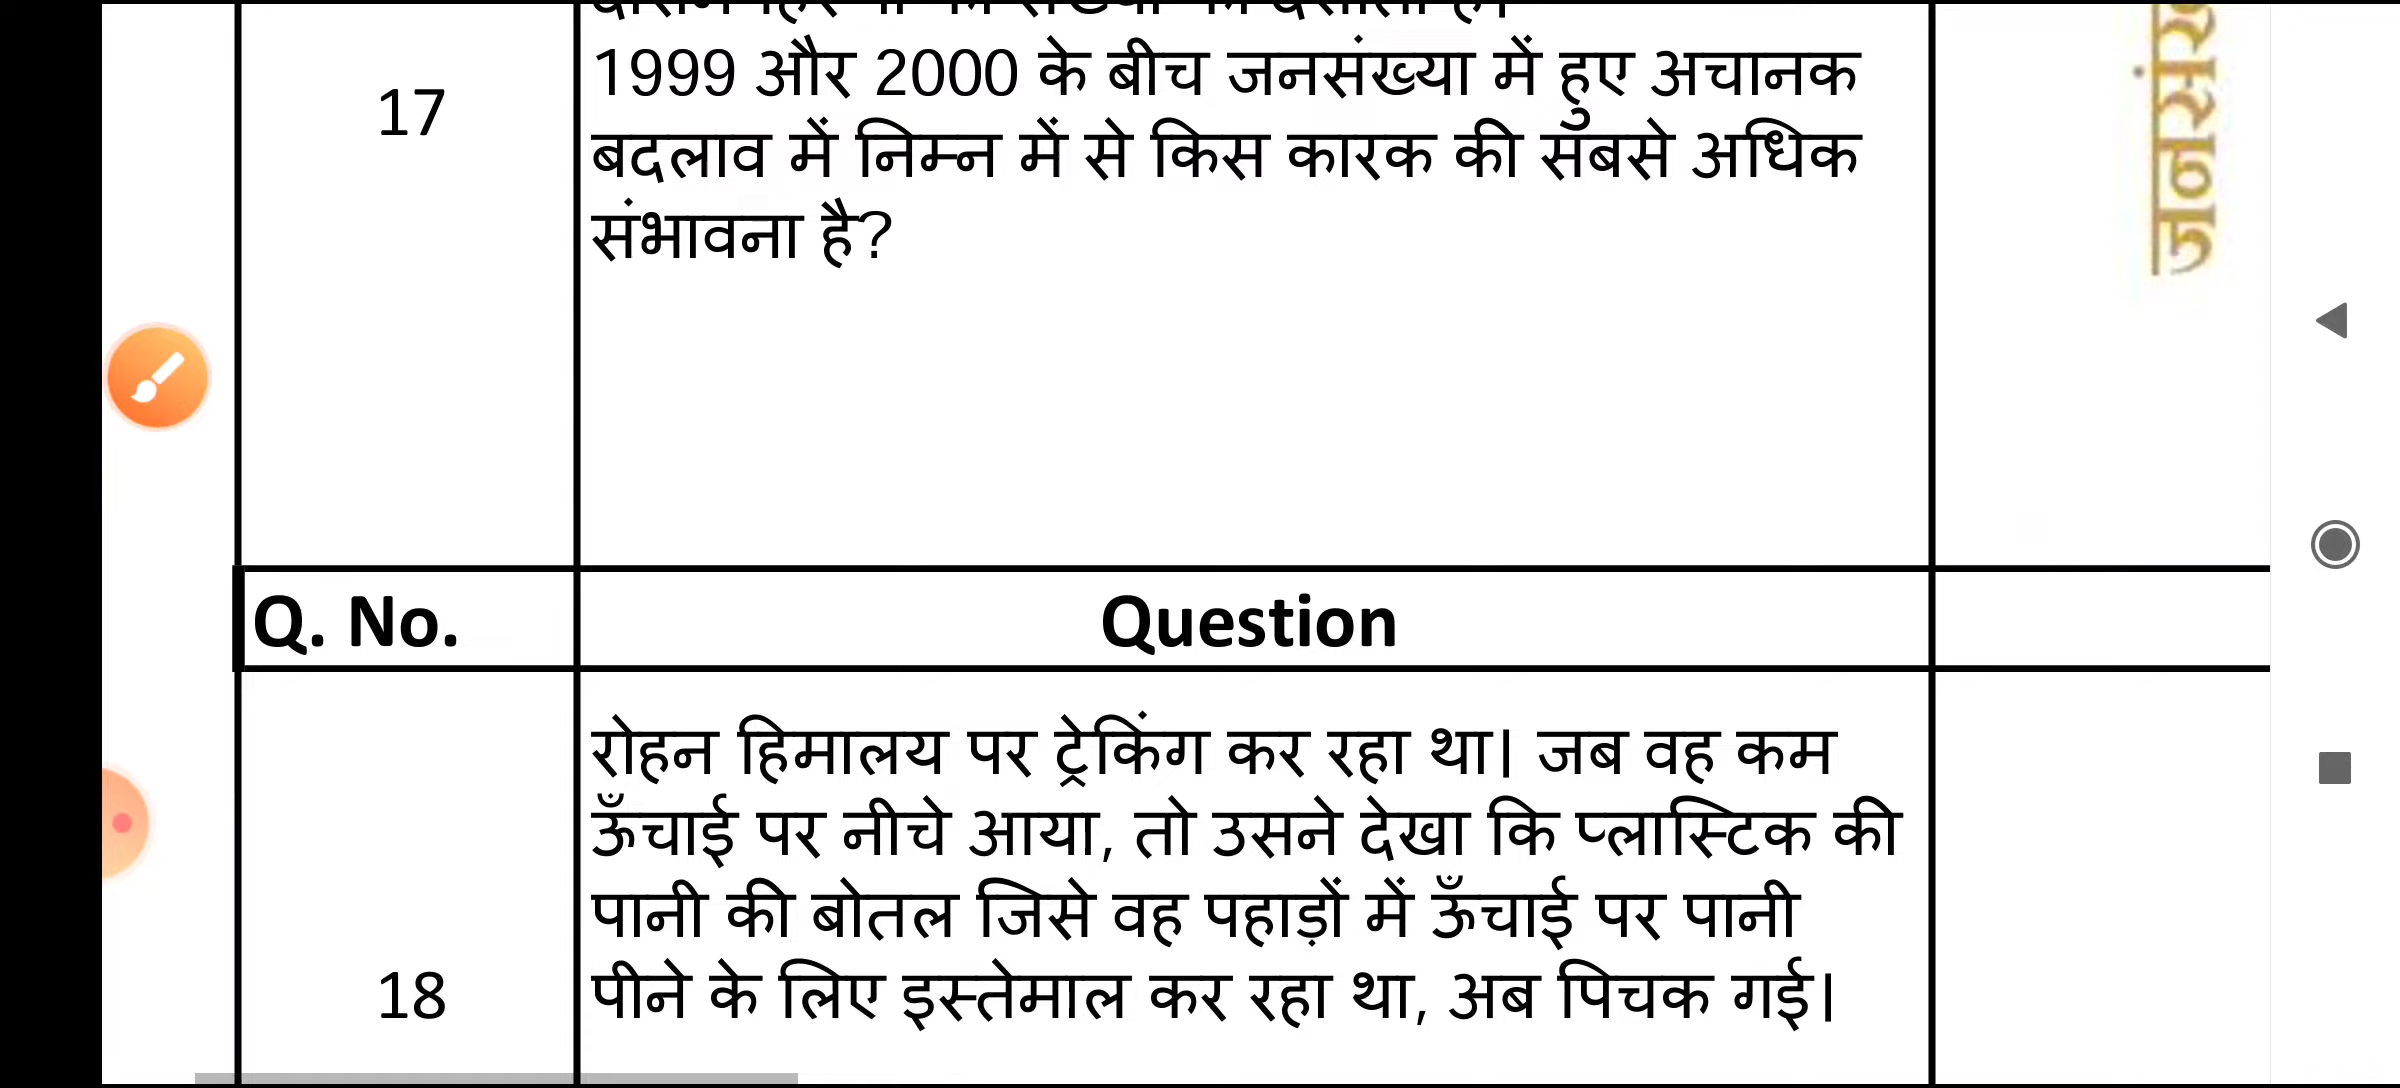 17
1999 और 2000 के बीच जनसंख्या में हुए अचानक
बदलाव में निम्न में से किस कारक की सबसे अधिक
संभावना है?
Q. No.
Question
18
रोहन हिमालय पर ट्रेकिंग कर रहा था। जब वह कम
ऊँचाई पर नीचे आया, तो उसने देखा कि प्लास्टिक की
पानी की बोतल जिसे वह पहाड़ों में ऊँचाई पर पानी
पीने के लिए इस्तेमाल कर रहा था, अब पिचक गई।